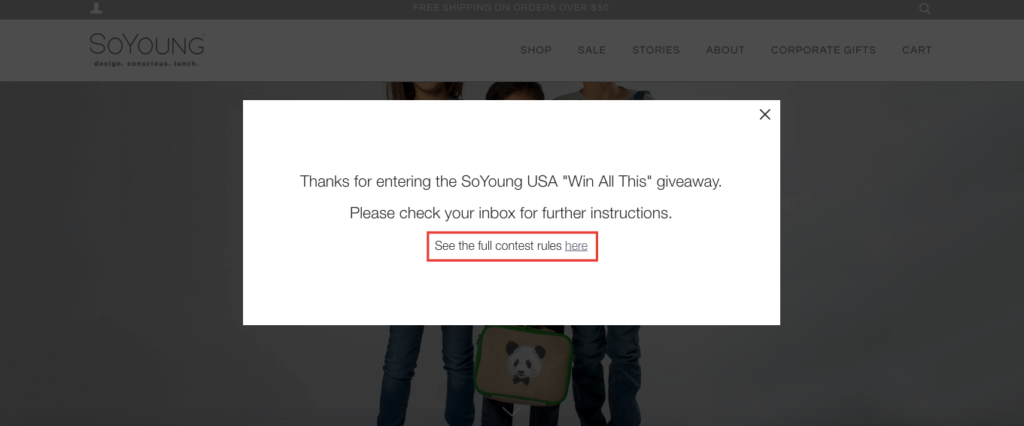 FREE SHIPPING ON ORDERS OVER $50
SOYOUNG
design. conscious. lunch.
SHOP SALE STORIES ABOUT CORPORATE GIFTS CART
Thanks for entering the SoYoung USA "Win All This" giveaway.
Please check your inbox for further instructions.
See the full contest rules here